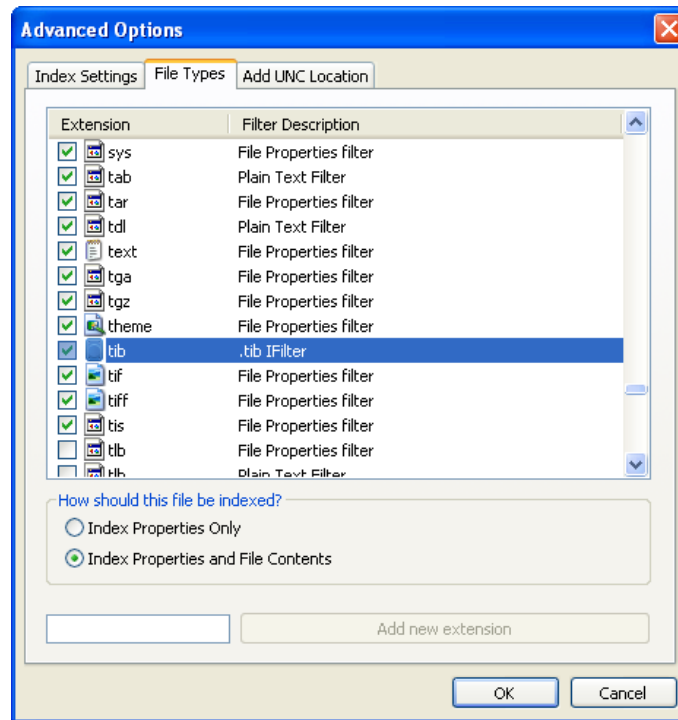 Advanced Options
Index Settings File Types Add UNC Location
Extension Filter Description
sys File Properties filter
tab Plain Text Filter
tar File Properties filter
tdl Plain Text Filter
text File Properties filter
tga File Properties filter
tgz File Properties filter
theme File Properties filter
tib .tib IFilter
tif File Properties filter
tiff File Properties filter
tis File Properties filter
tlb File Properties filter
Plain Text Filter
How should this file be indexed?
Index Properties Only
Index Properties and File Contents
Add new extension
OK Cancel